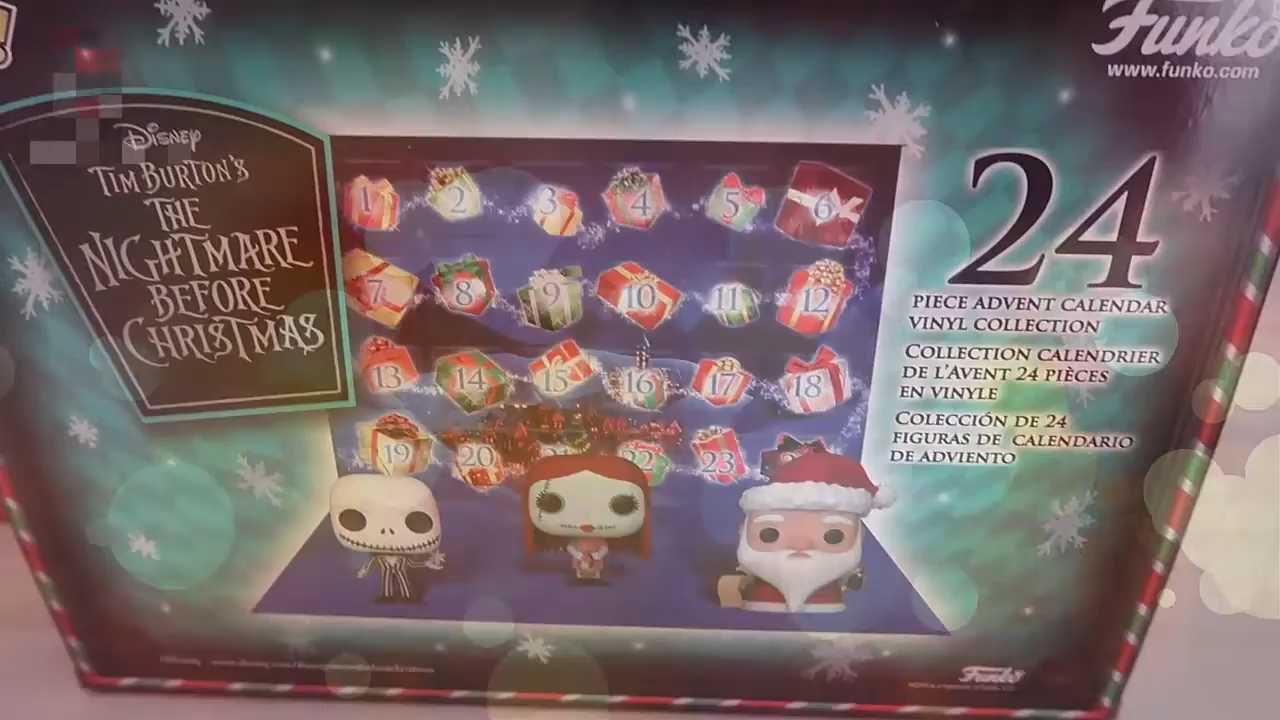 Funko
www.funko.com
DISNEY
TIM BURTON'S
THE
NIGHTMARE
BEFORE
CHRISTMAS
1 2 3 4 5 6
7 8 9 10 11 12
13 14 15 16 17 18
19 20 22 23
24
PIECE ADVENT CALENDAR
VINYL COLLECTION
COLLECTION CALENDRIER
DE L'AVENT 24 PIÈCES
EN VINYLE
COLECCIÓN DE 24
FIGURAS DE CALENDARIO
DE ADVIENTO
Funko